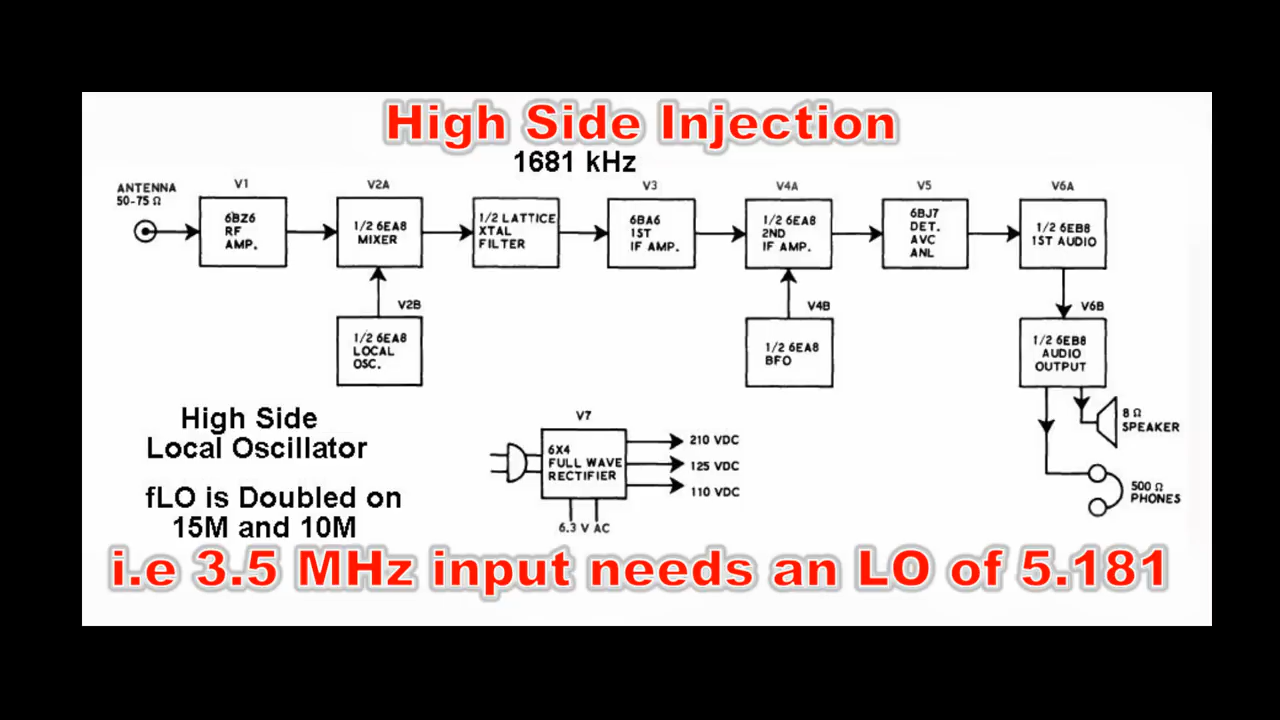 High Side Injection
1681 kHz
ANTENNA
50-75 Ω
V1
6BZ6
RF
AMP.
V2A
1/2 6EA8
MIXER
1/2 LATTICE
XTAL
FILTER
V3
6BA6
1ST
IF AMP.
V4A
1/2 6EA8
2ND
IF AMP.
V5
6BJ7
DET.
AVC
ANL
V6A
1/2 6EB8
1ST AUDIO
V2B
1/2 6EA8
LOCAL
OSC.
V4B
1/2 6EA8
BFO
V6B
1/2 6EB8
AUDIO
OUTPUT
8 Ω
SPEAKER
500 Ω
PHONES
High Side
Local Oscillator
fLO is Doubled on
15M and 10M
V7
6X4
FULL WAVE
RECTIFIER
210 VDC
125 VDC
110 VDC
6.3 V AC
i.e 3.5 MHz input needs an LO of 5.181